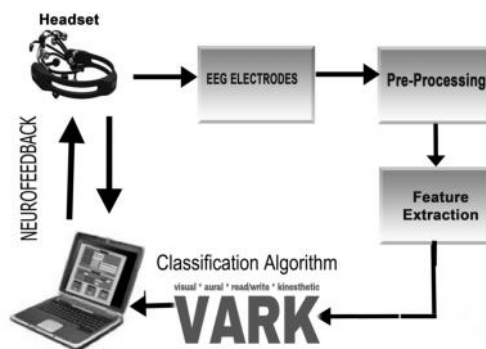 Headset
EEG ELECTRODES
Pre-Processing
NEUROFEEDBACK
Feature
Extraction
Classification Algorithm
visual * aural * read/write * kinesthetic
VARK